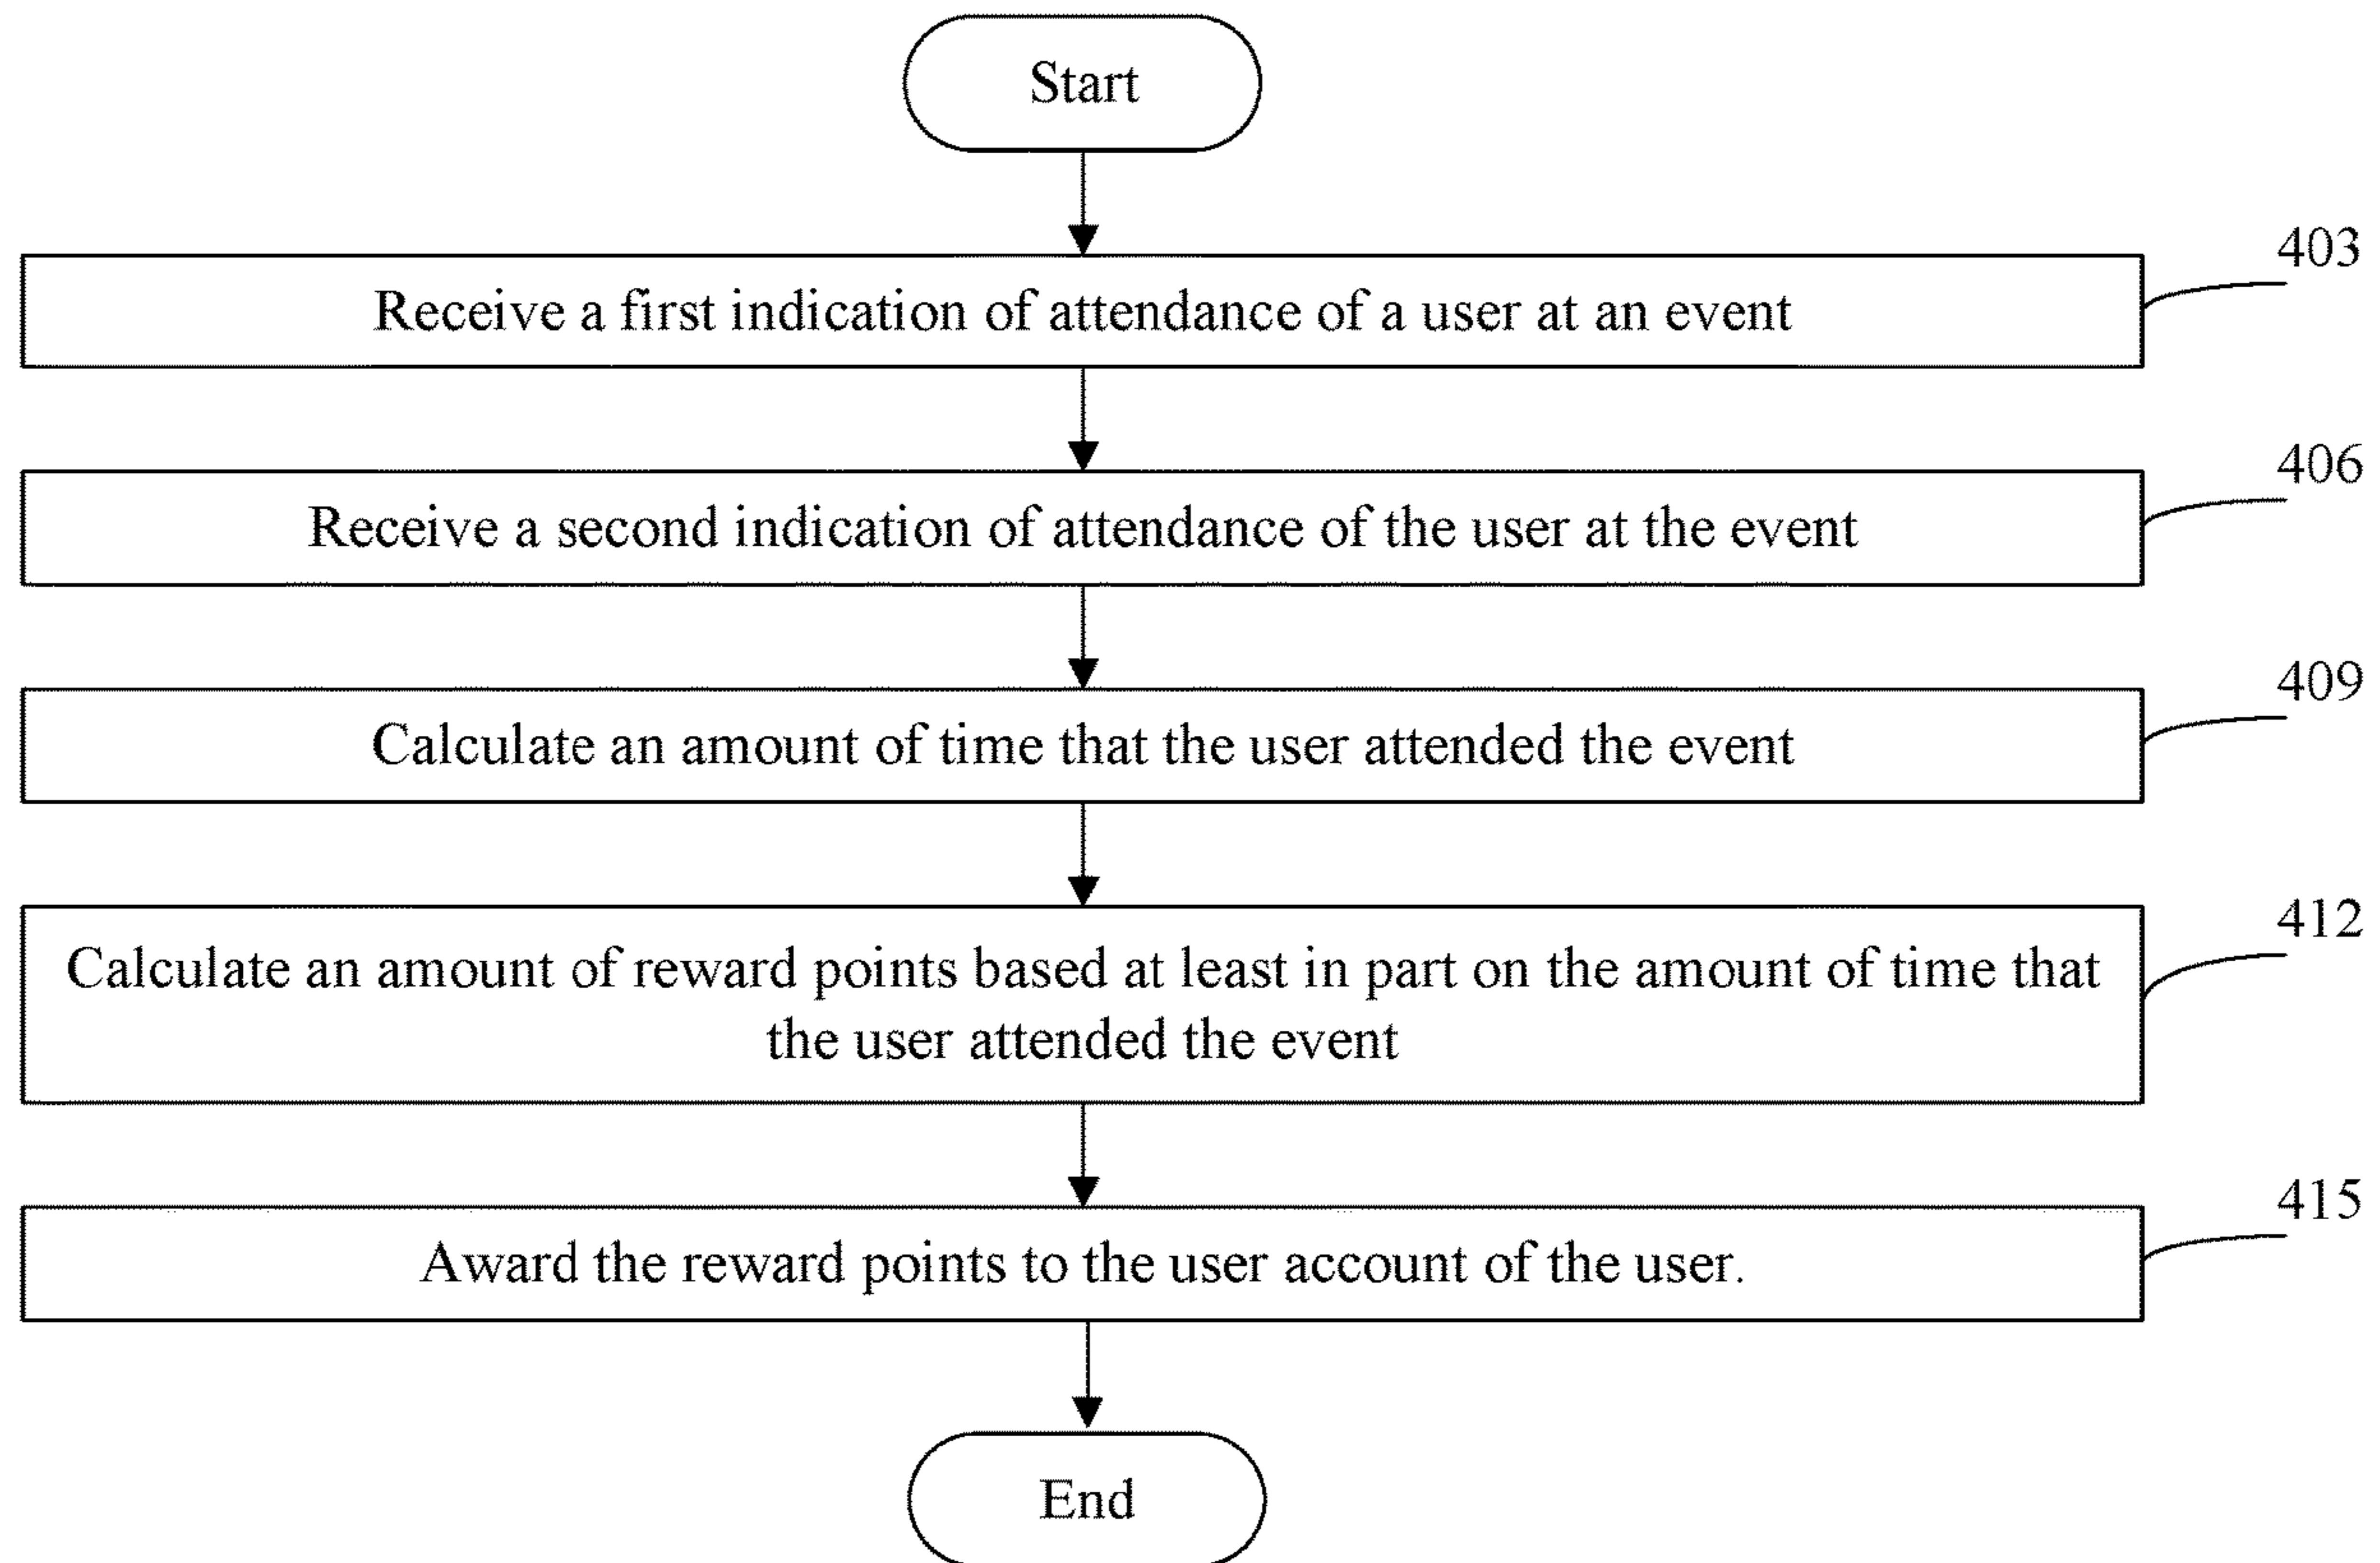 Start
403
Receive a first indication of attendance of a user at an event
406
Receive a second indication of attendance of the user at the event
409
Calculate an amount of time that the user attended the event
412
Calculate an amount of reward points based at least in part on the amount of time that
the user attended the event
415
Award the reward points to the user account of the user.
End